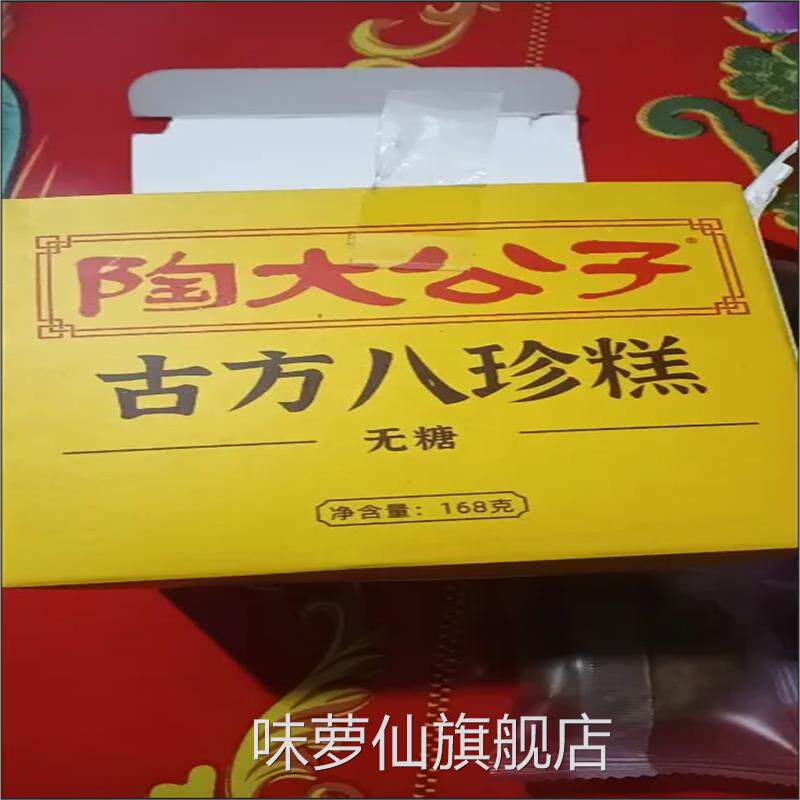 陶大公子®
古方八珍糕
无糖
净含量：168克
味萝仙旗舰店